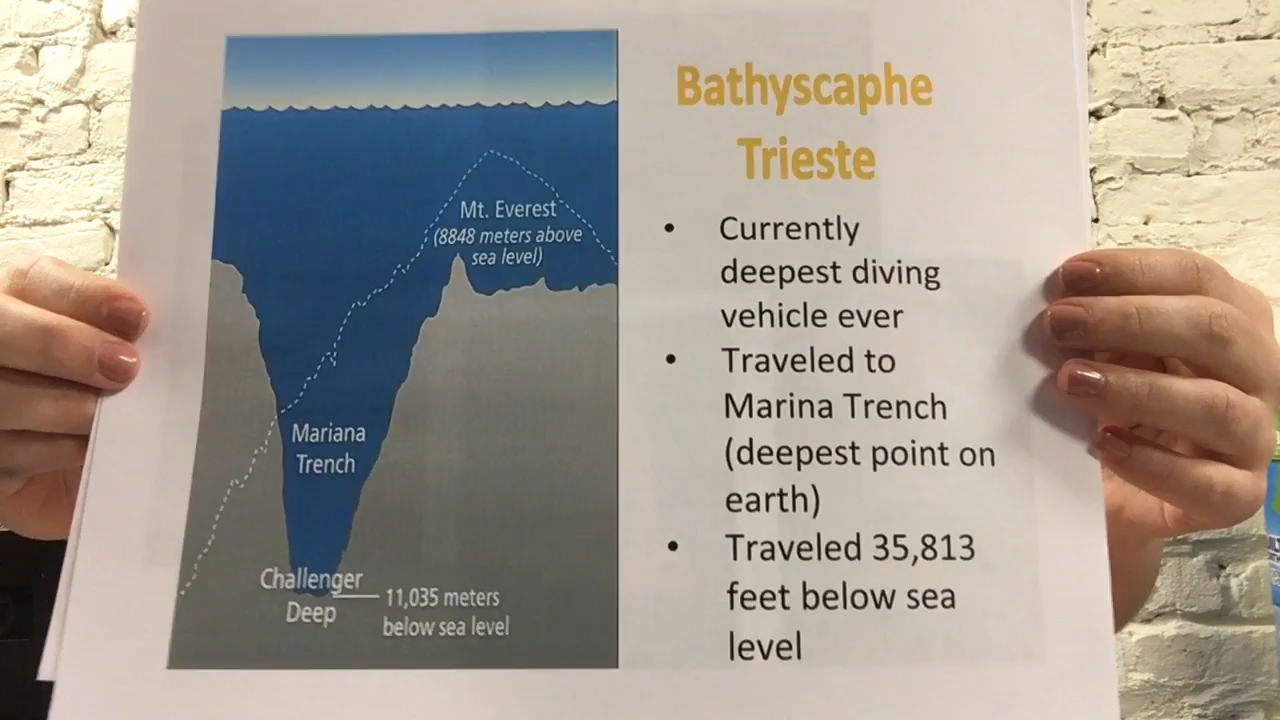 Mt. Everest
(8848 meters above
sea level)
Mariana
Trench
Challenger
Deep
11,035 meters
below sea level
Bathyscaphe
Trieste
• Currently
deepest diving
vehicle ever
• Traveled to
Marina Trench
(deepest point on
earth)
• Traveled 35,813
feet below sea
level